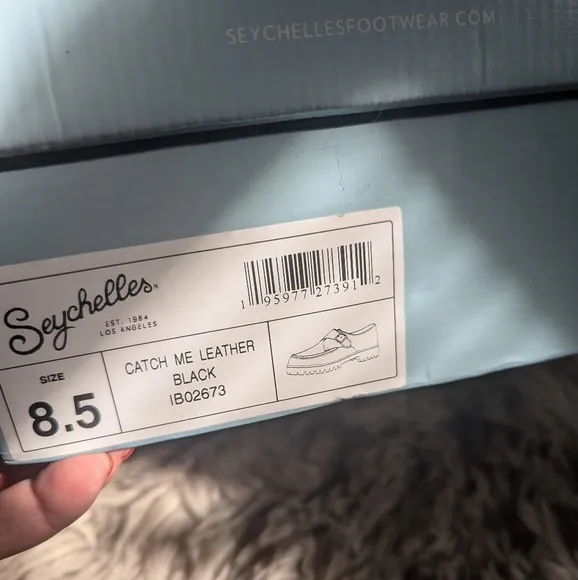 SEYCHELLESFOOTWEAR.COM
Seychelles
EST. 1984
LOS ANGELES
1 95977 27391 2
SIZE
8.5
CATCH ME LEATHER
BLACK
IB02673